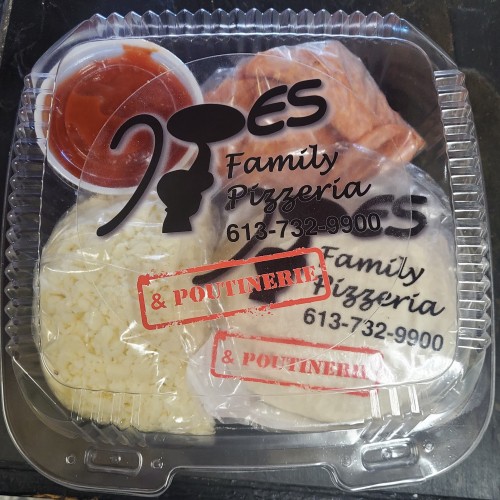 JOES
Family
Pizzeria
613-732-9900
& POUTINERIE
JOES
Family
Pizzeria
613-732-9900
& POUTINERIE